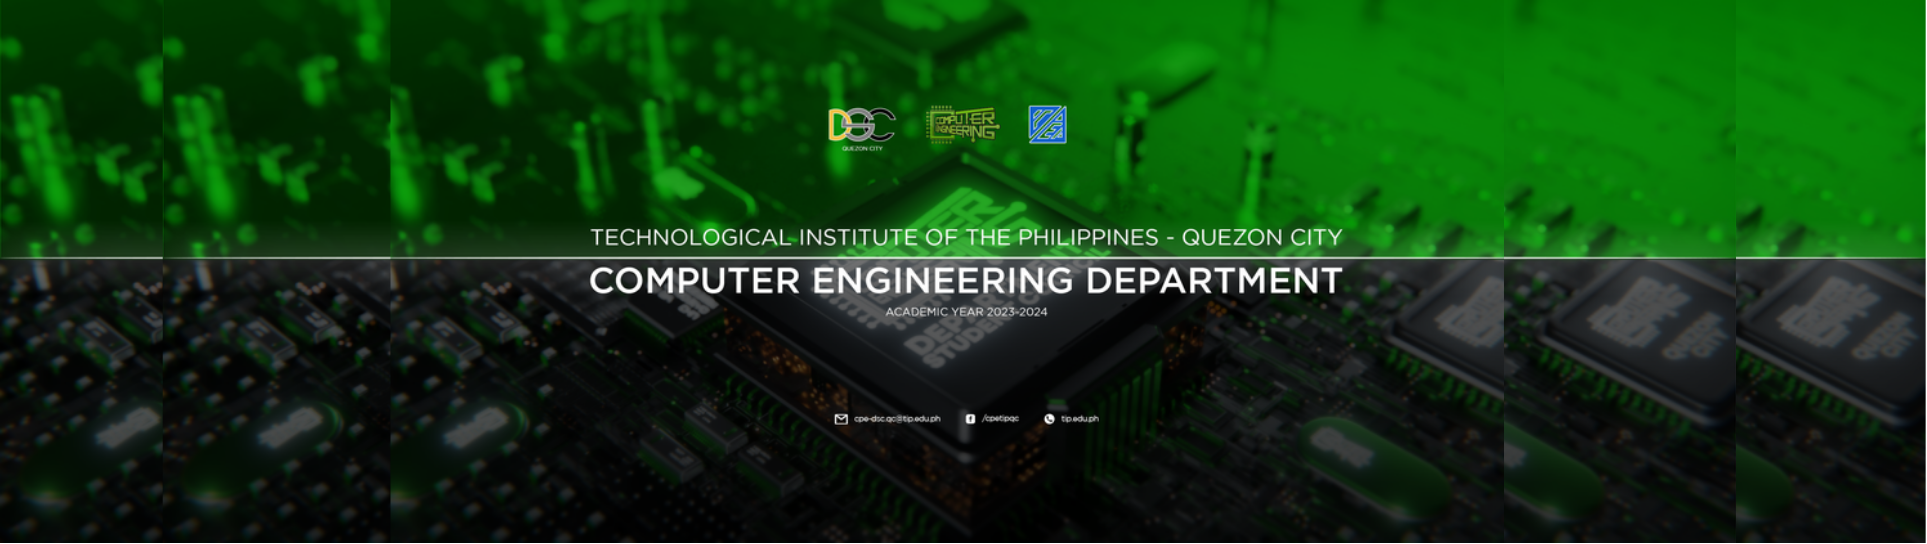 DSC
QUEZON CITY
COMPUTER
ENGINEERING
TECHNOLOGICAL INSTITUTE OF THE PHILIPPINES - QUEZON CITY
COMPUTER ENGINEERING DEPARTMENT
ACADEMIC YEAR 2023-2024
cpe-dsc.qc@tip.edu.ph
/cpetipqc
tip.edu.ph